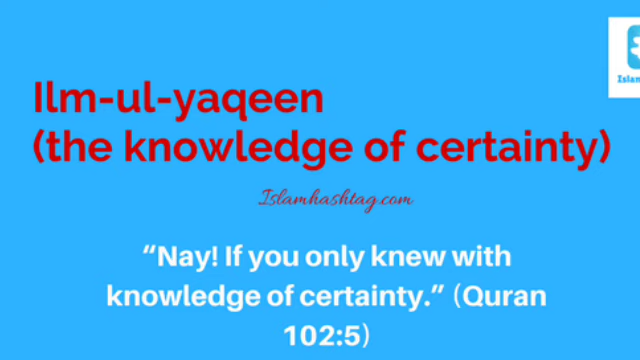 Ilm-ul-yaqeen
(the knowledge of certainty)
Islamhashtag.com
“Nay! If you only knew with
knowledge of certainty.” (Quran
102:5)